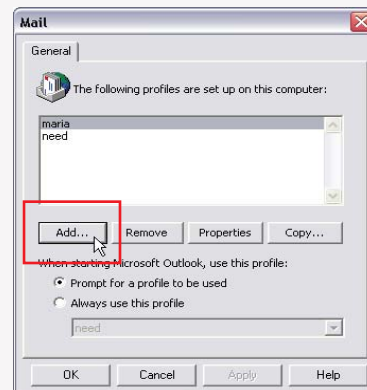 Mail
General
The following profiles are set up on this computer:
maria
need
Add... Remove Properties Copy...
When starting Microsoft Outlook, use this profile:
Prompt for a profile to be used
Always use this profile
need
OK Cancel Apply Help